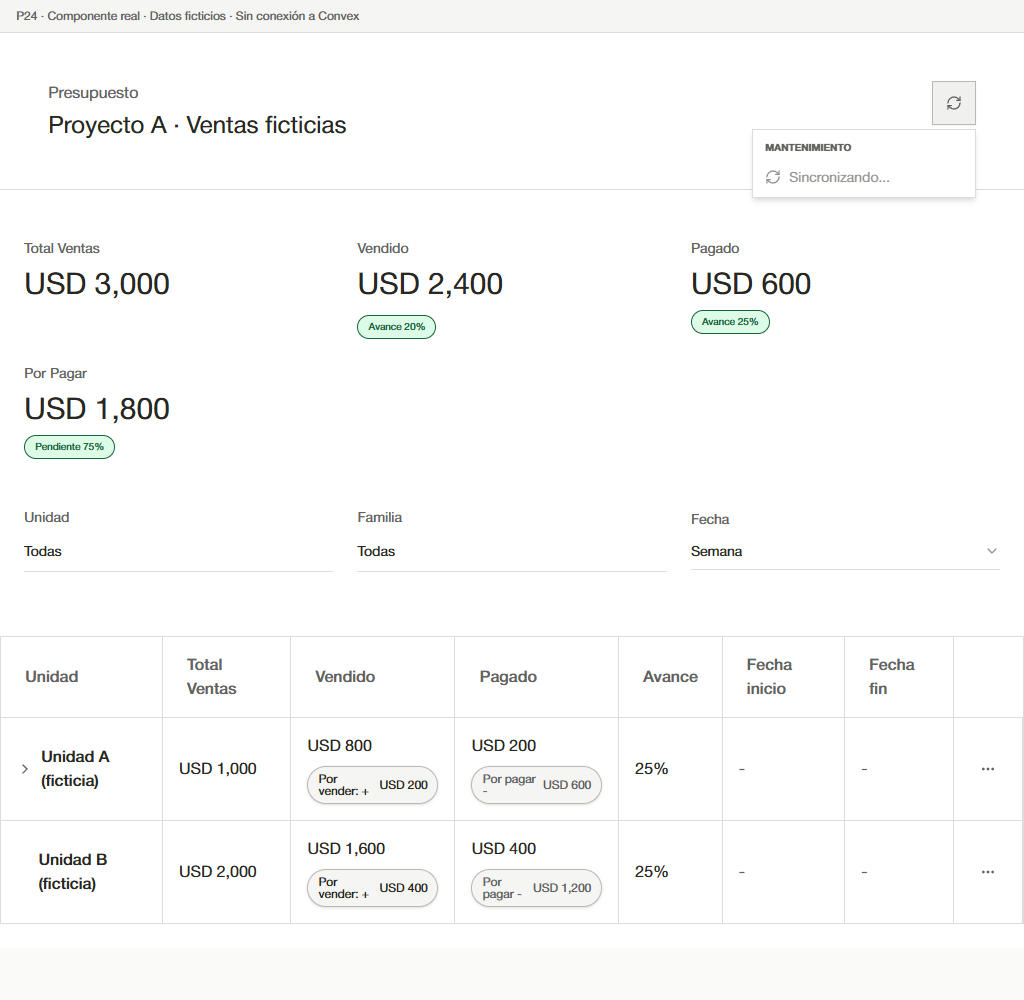 P24 · Componente real · Datos ficticios · Sin conexión a Convex
Presupuesto
Proyecto A · Ventas ficticias
MANTENIMIENTO
Sincronizando...
Total Ventas
USD 3,000
Vendido
USD 2,400
Avance 20%
Pagado
USD 600
Avance 25%
Por Pagar
USD 1,800
Pendiente 75%
Unidad
Todas
Familia
Todas
Fecha
Semana
Unidad
Total
Ventas
Vendido
Pagado
Avance
Fecha
inicio
Fecha
fin
Unidad A
(ficticia)
USD 1,000
USD 800
Por
vender: +
USD 200
USD 200
Por pagar
-
USD 600
25%
-
-
Unidad B
(ficticia)
USD 2,000
USD 1,600
Por
vender: +
USD 400
USD 400
Por
pagar -
USD 1,200
25%
-
-